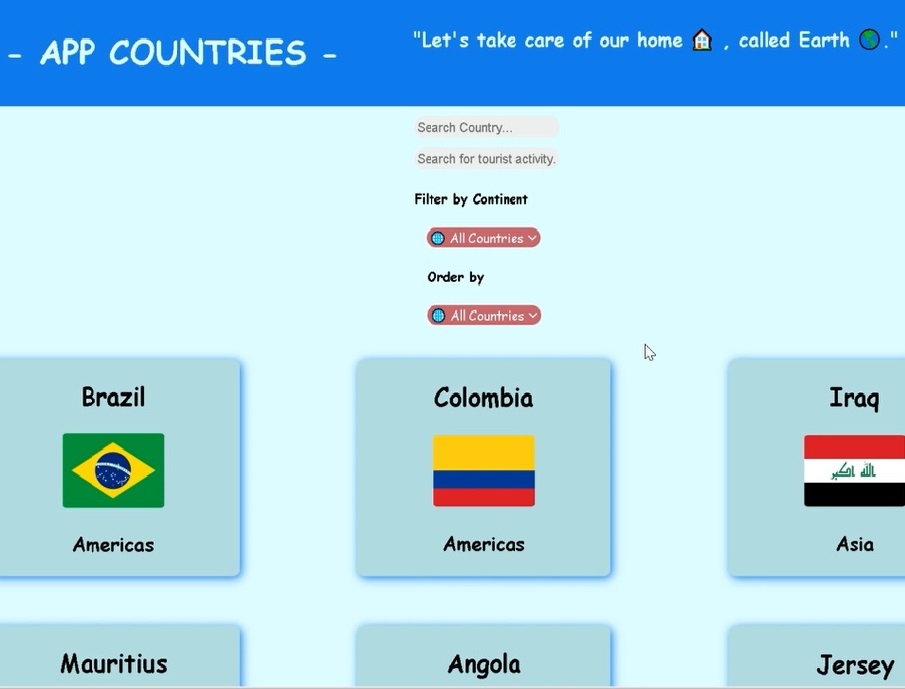 - APP COUNTRIES -
"Let's take care of our home 🏠 , called Earth 🌎."
Search Country...
Search for tourist activity.
Filter by Continent
🌐 All Countries
Order by
🌐 All Countries
Brazil
Colombia
Iraq
الله اكبر
Americas
Americas
Asia
Mauritius
Angola
Jersey